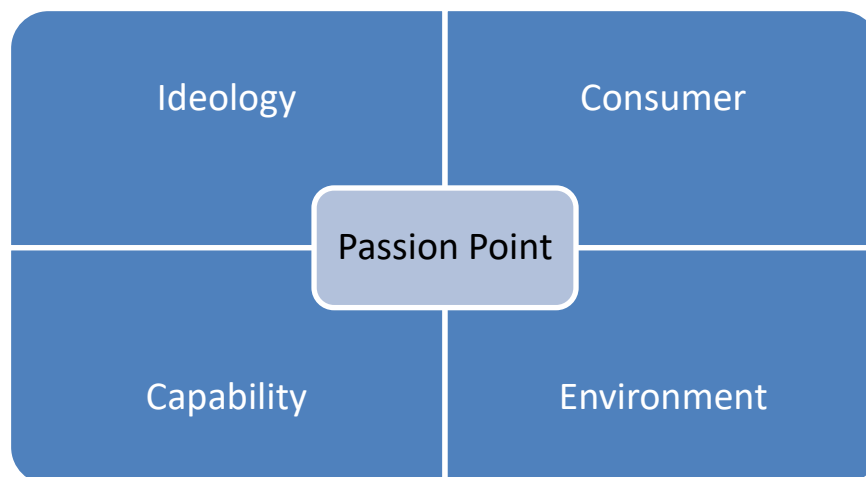 Ideology
Consumer
Passion Point
Capability
Environment